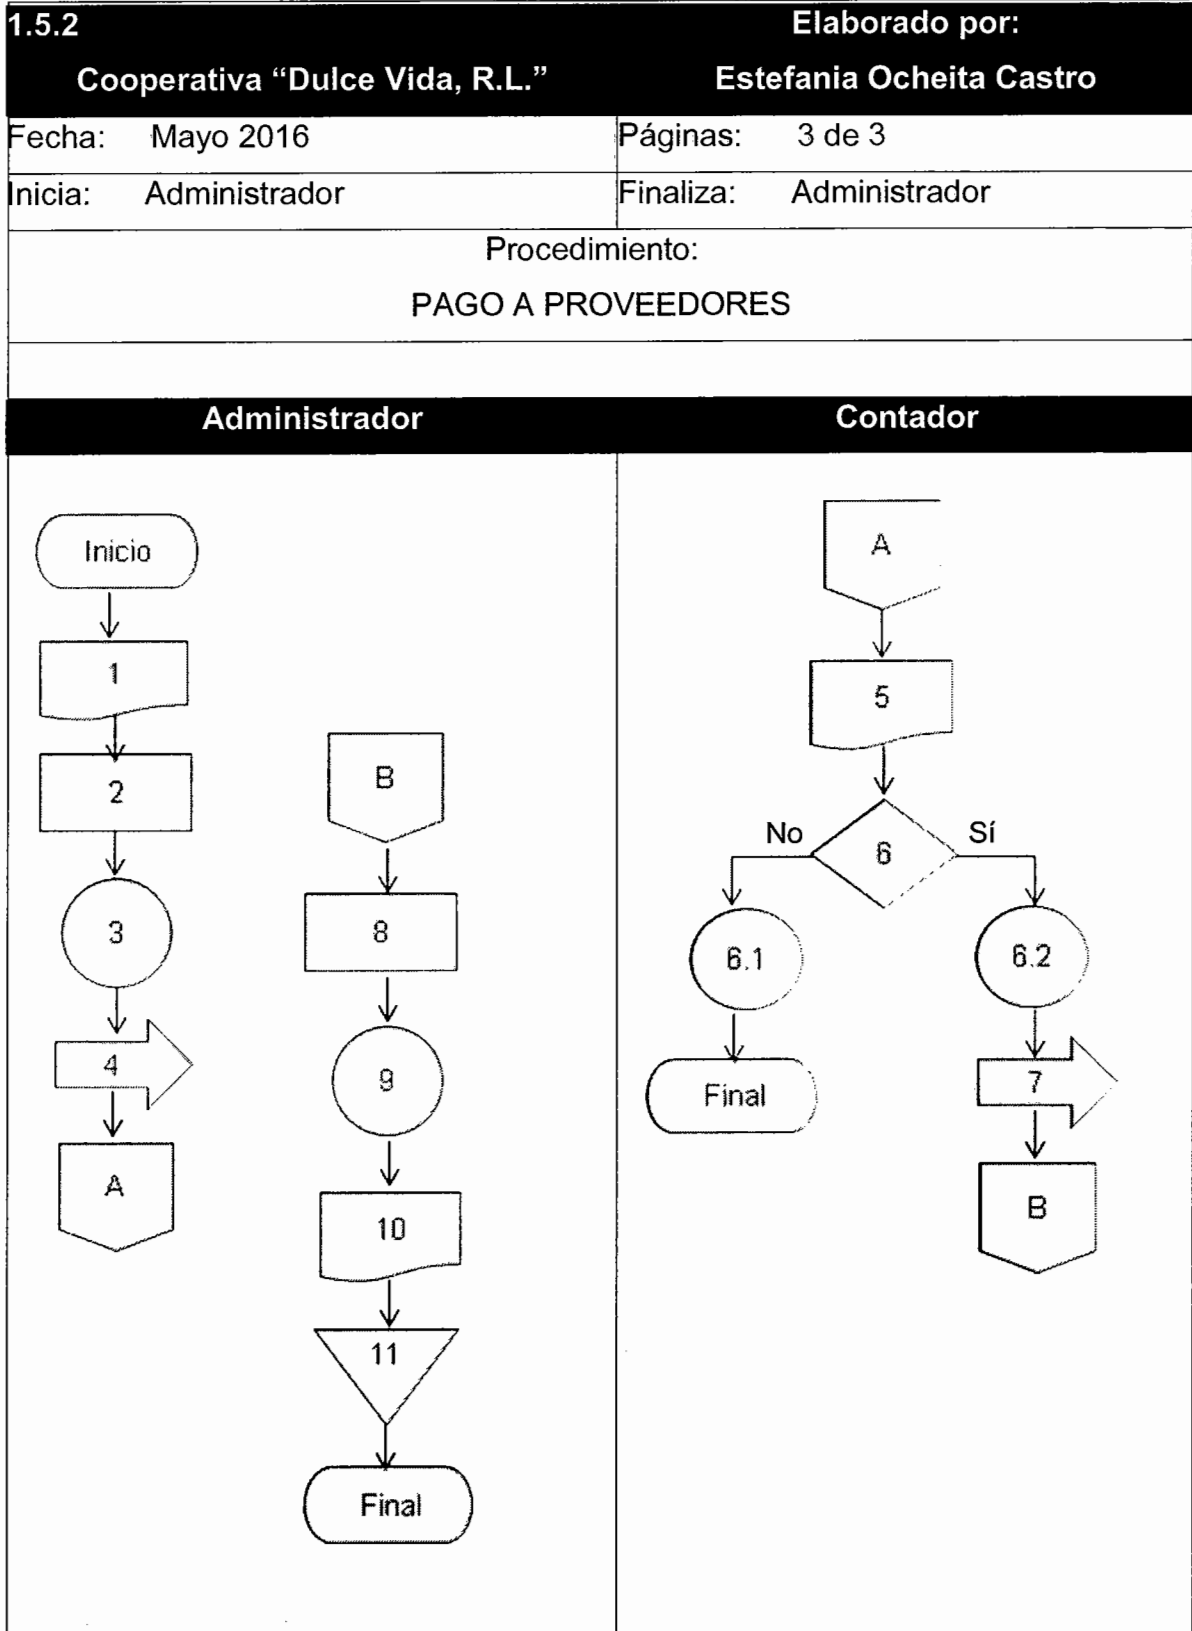 1.5.2 Elaborado por:
Cooperativa “Dulce Vida, R.L.” Estefania Ocheita Castro
Fecha: Mayo 2016 Páginas: 3 de 3
Inicia: Administrador Finaliza: Administrador
Procedimiento:
PAGO A PROVEEDORES
Administrador Contador
Inicio
1
2
3
4
A
B
8
9
10
11
Final
A
5
6
No
Sí
6.1
Final
6.2
7
B